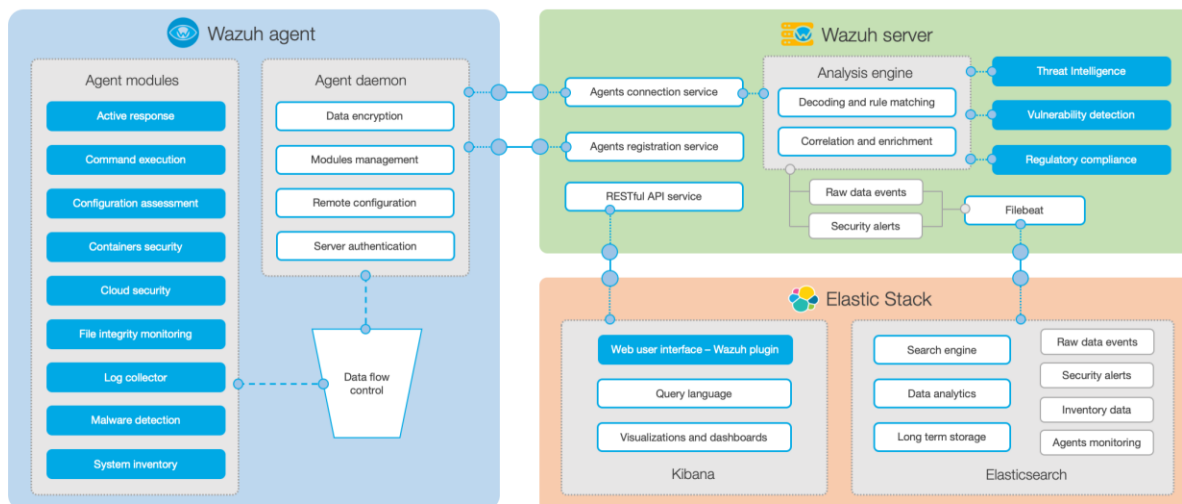 Wazuh agent
Agent modules
Active response
Command execution
Configuration assessment
Containers security
Cloud security
File integrity monitoring
Log collector
Malware detection
System inventory
Agent daemon
Data encryption
Modules management
Remote configuration
Server authentication
Data flow
control
Wazuh server
Agents connection service
Agents registration service
RESTful API service
Analysis engine
Decoding and rule matching
Correlation and enrichment
Threat Intelligence
Vulnerability detection
Regulatory compliance
Raw data events
Security alerts
Filebeat
Elastic Stack
Web user interface – Wazuh plugin
Query language
Visualizations and dashboards
Kibana
Search engine
Data analytics
Long term storage
Raw data events
Security alerts
Inventory data
Agents monitoring
Elasticsearch